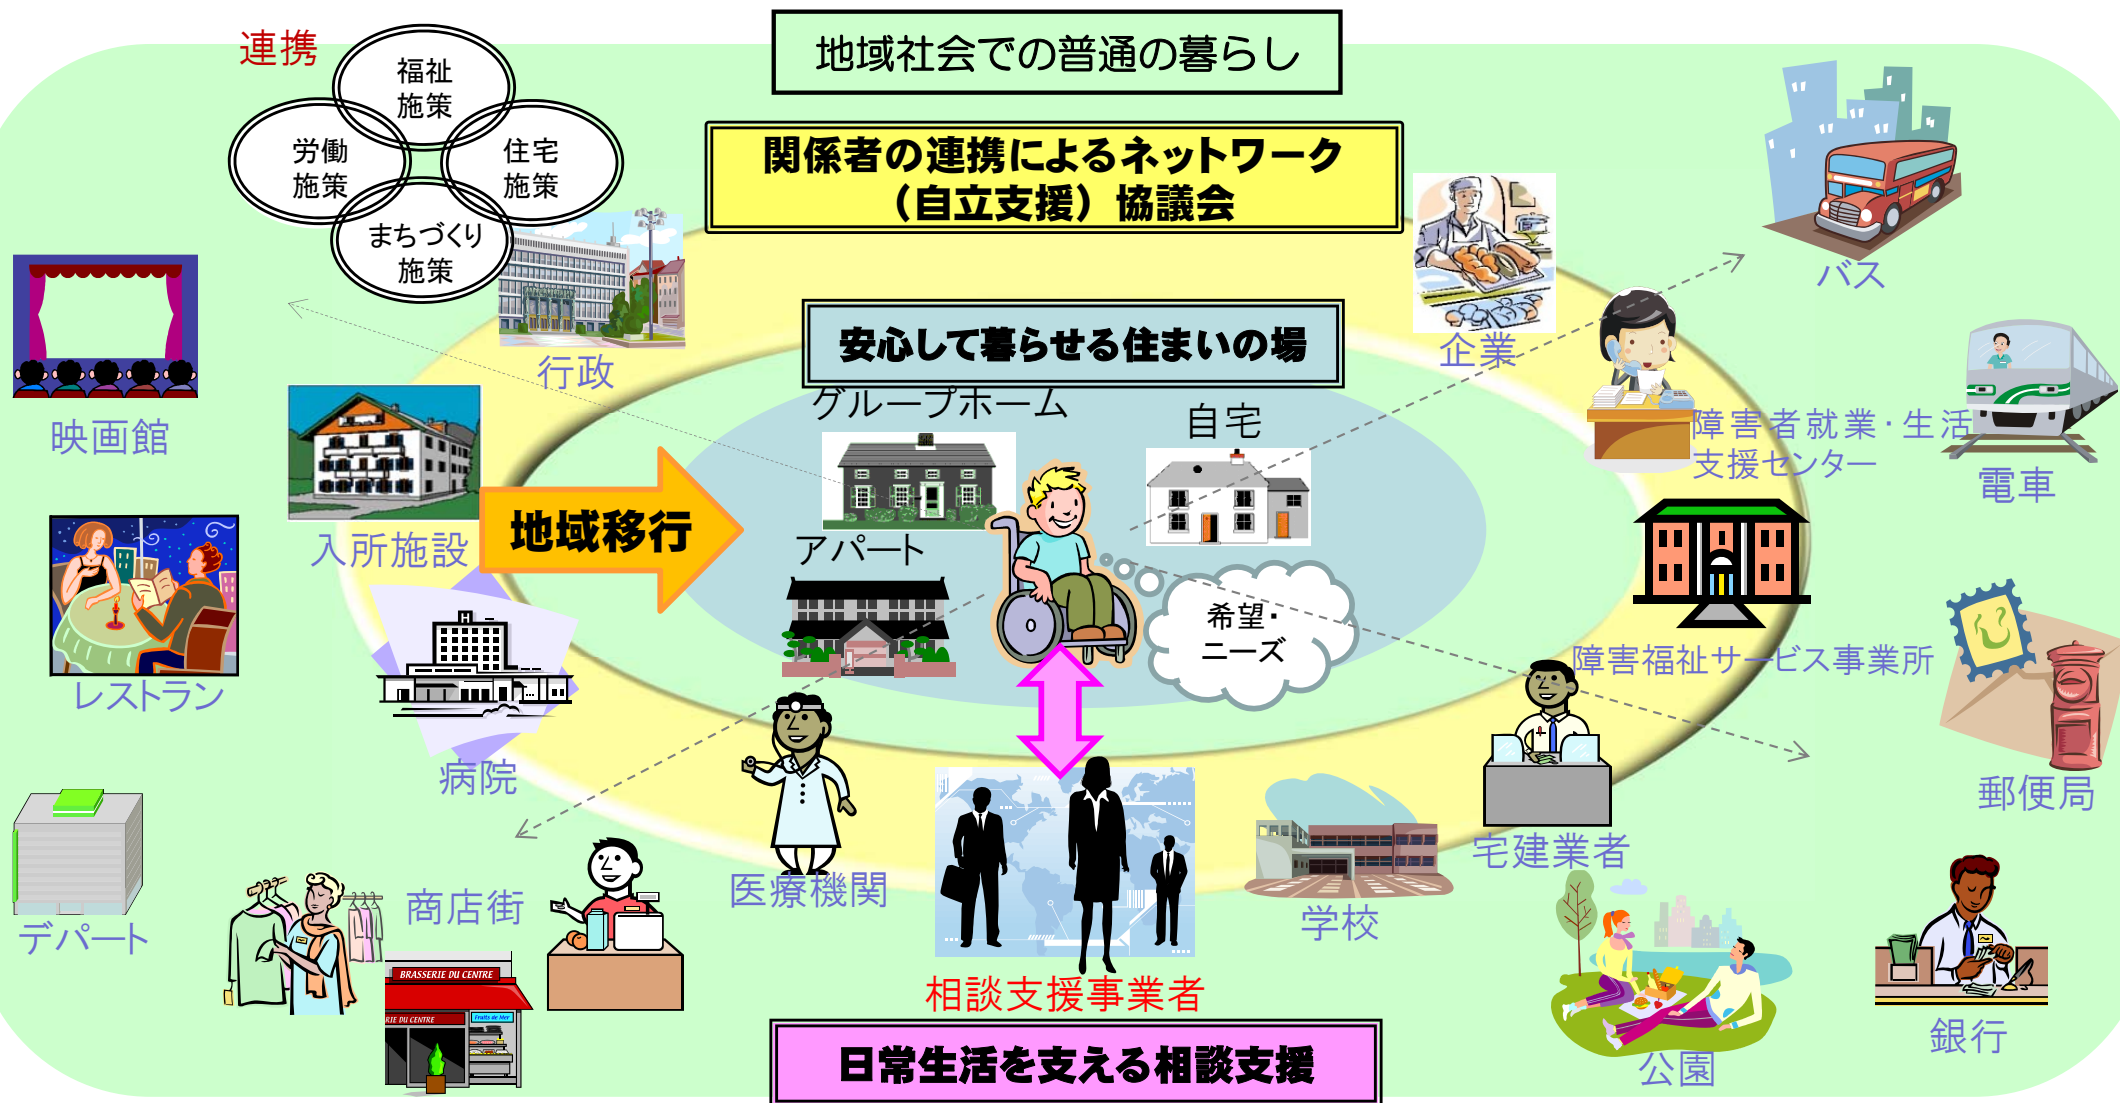 連携
福祉
施策
労働
施策
住宅
施策
まちづくり
施策
地域社会での普通の暮らし
関係者の連携によるネットワーク
（自立支援）協議会
安心して暮らせる住まいの場
グループホーム
自宅
アパート
希望・
ニーズ
地域移行
行政
入所施設
病院
医療機関
相談支援事業者
学校
宅建業者
障害福祉サービス事業所
障害者就業・生活
支援センター
企業
バス
電車
郵便局
銀行
公園
映画館
レストラン
デパート
商店街
BRASSERIE DU CENTRE
RIE DU CENTRE
Fruits de Mer
日常生活を支える相談支援